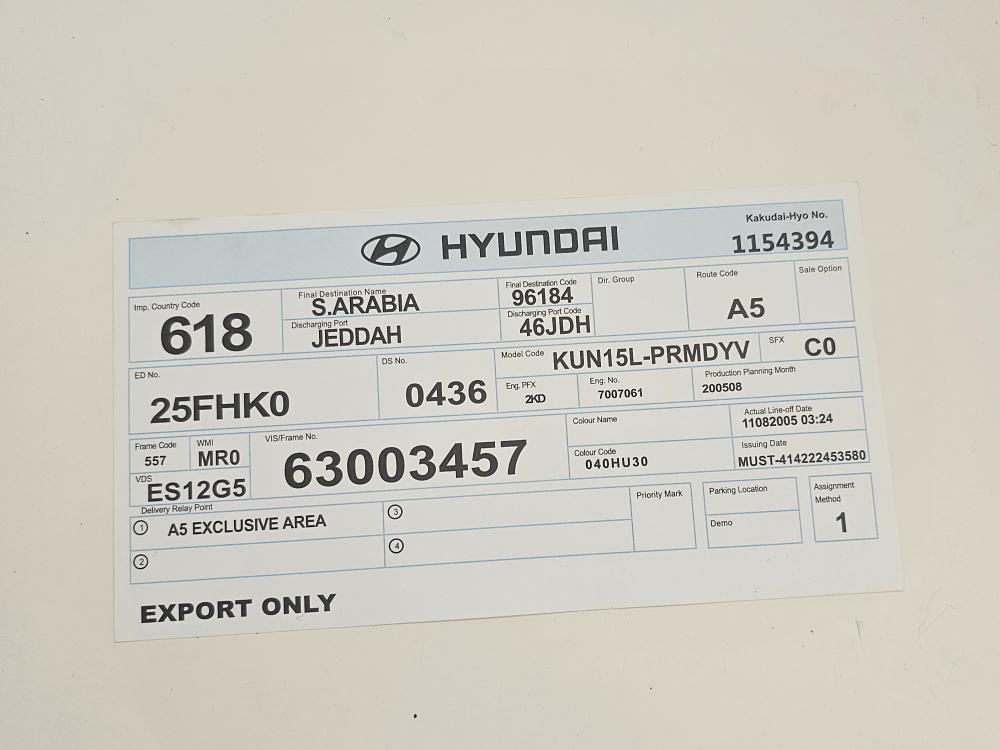 HYUNDAI
Kakudai-Hyo No.
1154394
Imp. Country Code
618
Final Destination Name
S.ARABIA
Discharging Port
JEDDAH
Final Destination Code
96184
Discharging Port Code
46JDH
Dir. Group
Route Code
A5
Sale Option
ED No.
25FHK0
DS No.
0436
Model Code KUN15L-PRMDYV
SFX C0
Eng. PFX
2KD
Eng. No.
7007061
Production Planning Month
200508
Frame Code
557
WMI
MR0
VDS
ES12G5
VIS/Frame No.
63003457
Colour Name
Colour Code
040HU30
Actual Line-off Date
11082005 03:24
Issuing Date
MUST-414222453580
Delivery Relay Point
1 A5 EXCLUSIVE AREA
2
3
4
Priority Mark
Parking Location
Demo
Assignment
Method
1
EXPORT ONLY